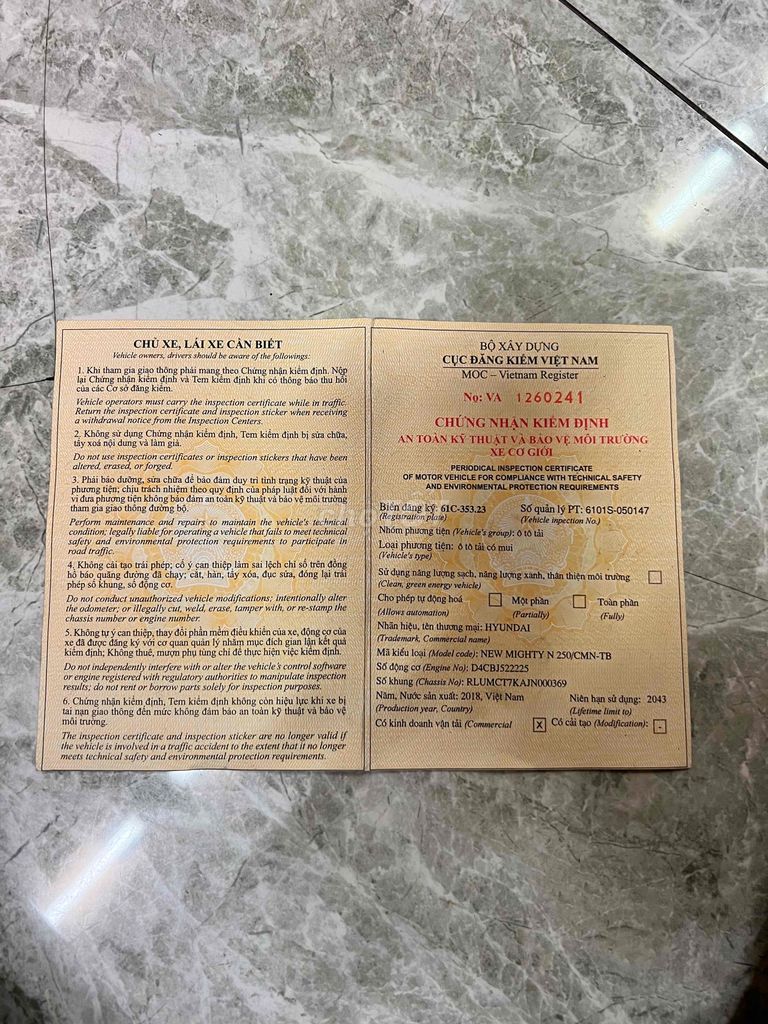 CHỦ XE, LÁI XE CẦN BIẾT
Vehicle owners, drivers should be aware of the followings:
1. Khi tham gia giao thông phải mang theo Chứng nhận kiểm định. Nộp
lại Chứng nhận kiểm định và Tem kiểm định khi có thông báo thu hồi
của các Cơ sở đăng kiểm.
Vehicle operators must carry the inspection certificate while in traffic.
Return the inspection certificate and inspection sticker when receiving
a withdrawal notice from the Inspection Centers.
2. Không sử dụng Chứng nhận kiểm định, Tem kiểm định bị sửa chữa,
tẩy xoá nội dung và làm giả.
Do not use inspection certificates or inspection stickers that have been
altered, erased, or forged.
3. Phải bảo dưỡng, sửa chữa để bảo đảm duy trì tình trạng kỹ thuật của
phương tiện; chịu trách nhiệm theo quy định của pháp luật đối với hành
vi đưa phương tiện không bảo đảm an toàn kỹ thuật và bảo vệ môi trường
tham gia giao thông đường bộ.
Perform maintenance and repairs to maintain the vehicle's technical
condition; legally liable for operating a vehicle that fails to meet technical
safety and environmental protection requirements to participate in
road traffic.
4. Không cải tạo trái phép; cố ý can thiệp làm sai lệch chỉ số trên đồng
hồ báo quãng đường đã chạy; cắt, hàn, tẩy xóa, đục sửa, đóng lại trái
phép số khung, số động cơ.
Do not conduct unauthorized vehicle modifications; intentionally alter
the odometer; or illegally cut, weld, erase, tamper with, or re-stamp the
chassis number or engine number.
5. Không tự ý can thiệp, thay đổi phần mềm điều khiển của xe, động cơ của
xe đã được đăng ký với cơ quan quản lý nhằm mục đích gian lận kết quả
kiểm định; Không thuê, mượn phụ tùng chỉ để thực hiện việc kiểm định.
Do not independently interfere with or alter the vehicle's control software
or engine registered with regulatory authorities to manipulate inspection
results; do not rent or borrow parts solely for inspection purposes.
6. Chứng nhận kiểm định, Tem kiểm định không còn hiệu lực khi xe bị
tai nạn giao thông đến mức không đảm bảo an toàn kỹ thuật và bảo vệ
môi trường.
The inspection certificate and inspection sticker are no longer valid if
the vehicle is involved in a traffic accident to the extent that it no longer
meets technical safety and environmental protection requirements.
BỘ XÂY DỰNG
CỤC ĐĂNG KIỂM VIỆT NAM
MOC – Vietnam Register
No: VA 1260241
CHỨNG NHẬN KIỂM ĐỊNH
AN TOÀN KỸ THUẬT VÀ BẢO VỆ MÔI TRƯỜNG
XE CƠ GIỚI
PERIODICAL INSPECTION CERTIFICATE
OF MOTOR VEHICLE FOR COMPLIANCE WITH TECHNICAL SAFETY
AND ENVIRONMENTAL PROTECTION REQUIREMENTS
Biển đăng ký: 61C-353.23 Số quản lý PT: 6101S-050147
(Registration plate) (Vehicle inpection No.)
Nhóm phương tiện (Vehicle's group): ô tô tải
Loại phương tiện: ô tô tải có mui
(Vehicle's type)
Sử dụng năng lượng sạch, năng lượng xanh, thân thiện môi trường
(Clean, green energy vehicle)
Cho phép tự động hoá Một phần Toàn phần
(Allows automation) (Partially) (Fully)
Nhãn hiệu, tên thương mại: HYUNDAI
(Trademark, Commercial name)
Mã kiểu loại (Model code): NEW MIGHTY N 250/CMN-TB
Số động cơ (Engine No): D4CBJ522225
Số khung (Chassis No): RLUMCT7KAJN000369
Năm, Nước sản xuất: 2018, Việt Nam Niên hạn sử dụng: 2043
(Production year, Country) (Lifetime limit to)
Có kinh doanh vận tải (Commercial X Có cải tạo (Modification): -